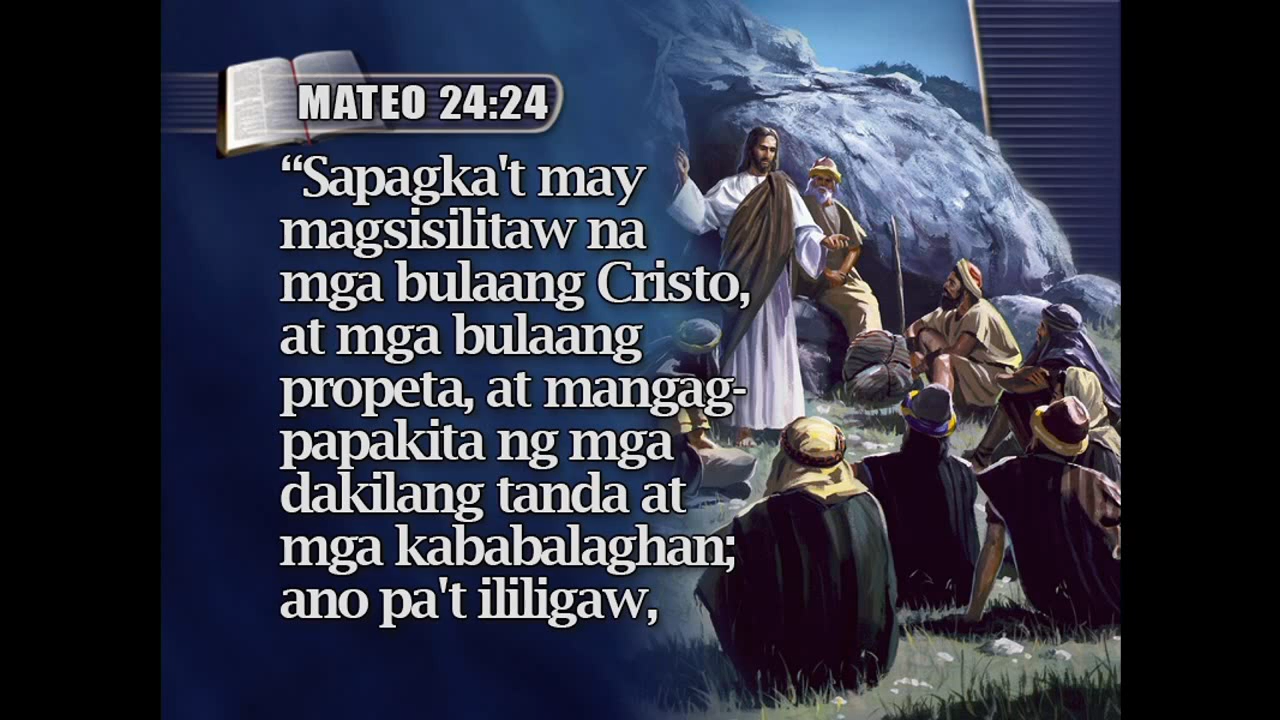 MATEO 24:24
“Sapagka't may
magsisilitaw na
mga bulaang Cristo,
at mga bulaang
propeta, at mangag-
papakita ng mga
dakilang tanda at
mga kababalaghan;
ano pa't ililigaw,